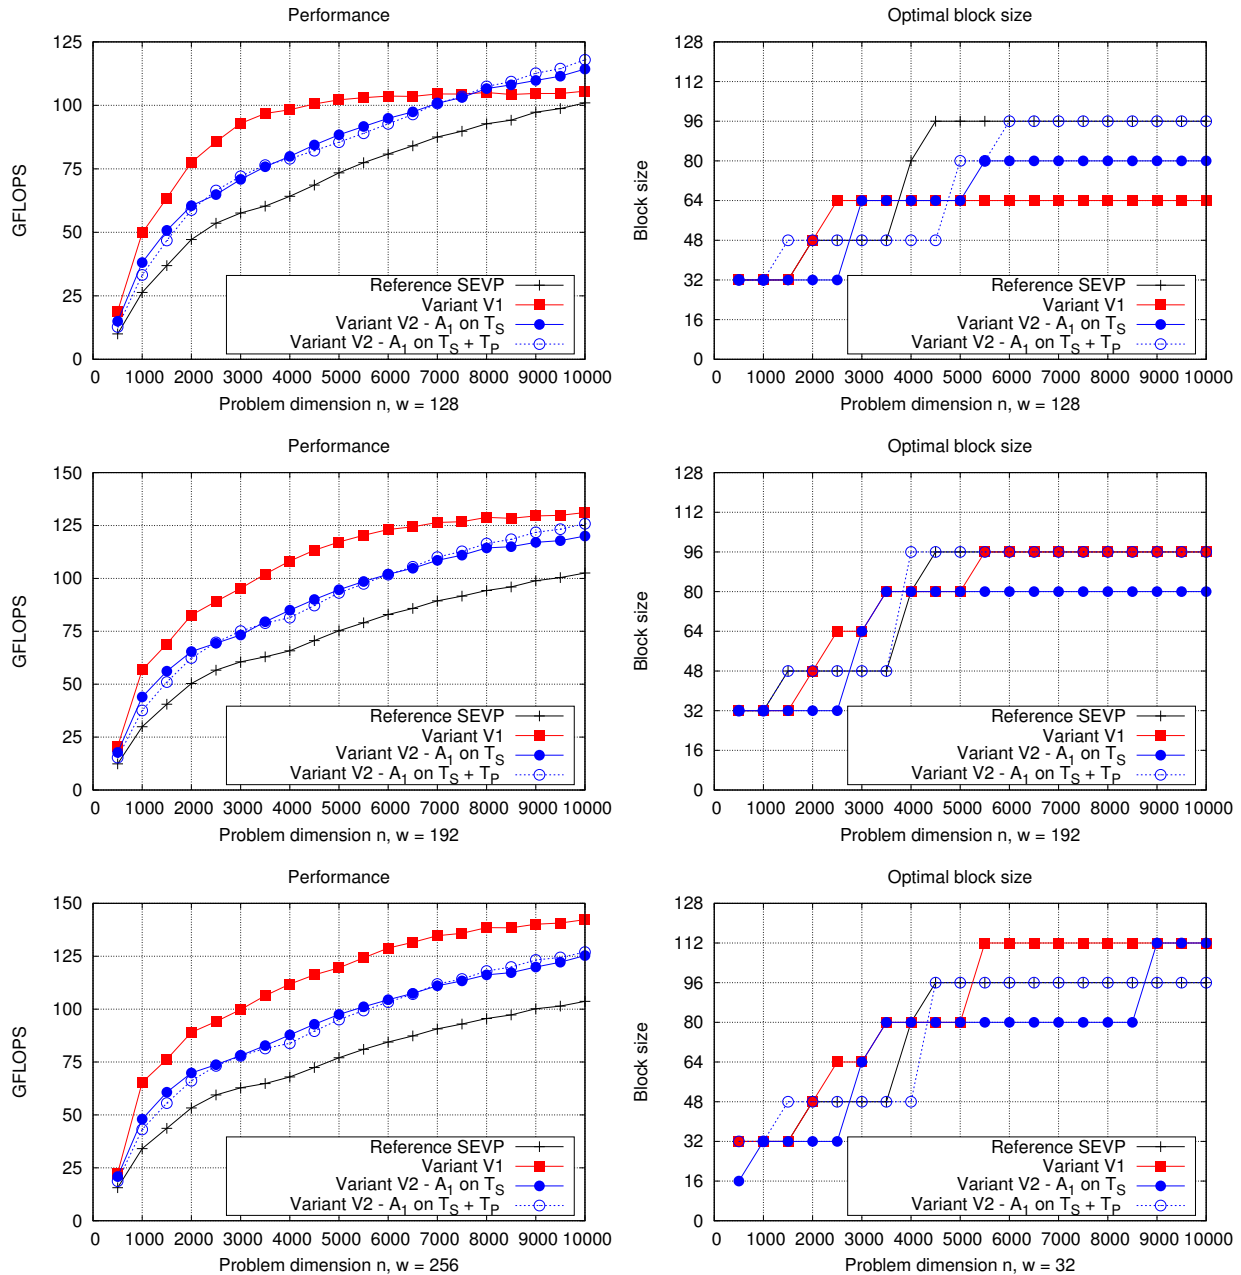 Performance
125
100
75
50
25
0
GFLOPS
Reference SEVP
Variant V1
Variant V2 - A1 on TS
Variant V2 - A1 on TS + TP
0 1000 2000 3000 4000 5000 6000 7000 8000 9000 10000
Problem dimension n, w = 128
Optimal block size
128
112
96
80
64
48
32
16
0
Block size
Reference SEVP
Variant V1
Variant V2 - A1 on TS
Variant V2 - A1 on TS + TP
0 1000 2000 3000 4000 5000 6000 7000 8000 9000 10000
Problem dimension n, w = 128
Performance
150
125
100
75
50
25
0
GFLOPS
Reference SEVP
Variant V1
Variant V2 - A1 on TS
Variant V2 - A1 on TS + TP
0 1000 2000 3000 4000 5000 6000 7000 8000 9000 10000
Problem dimension n, w = 192
Optimal block size
128
112
96
80
64
48
32
16
0
Block size
Reference SEVP
Variant V1
Variant V2 - A1 on TS
Variant V2 - A1 on TS + TP
0 1000 2000 3000 4000 5000 6000 7000 8000 9000 10000
Problem dimension n, w = 192
Performance
150
125
100
75
50
25
0
GFLOPS
Reference SEVP
Variant V1
Variant V2 - A1 on TS
Variant V2 - A1 on TS + TP
0 1000 2000 3000 4000 5000 6000 7000 8000 9000 10000
Problem dimension n, w = 256
Optimal block size
128
112
96
80
64
48
32
16
0
Block size
Reference SEVP
Variant V1
Variant V2 - A1 on TS
Variant V2 - A1 on TS + TP
0 1000 2000 3000 4000 5000 6000 7000 8000 9000 10000
Problem dimension n, w = 32